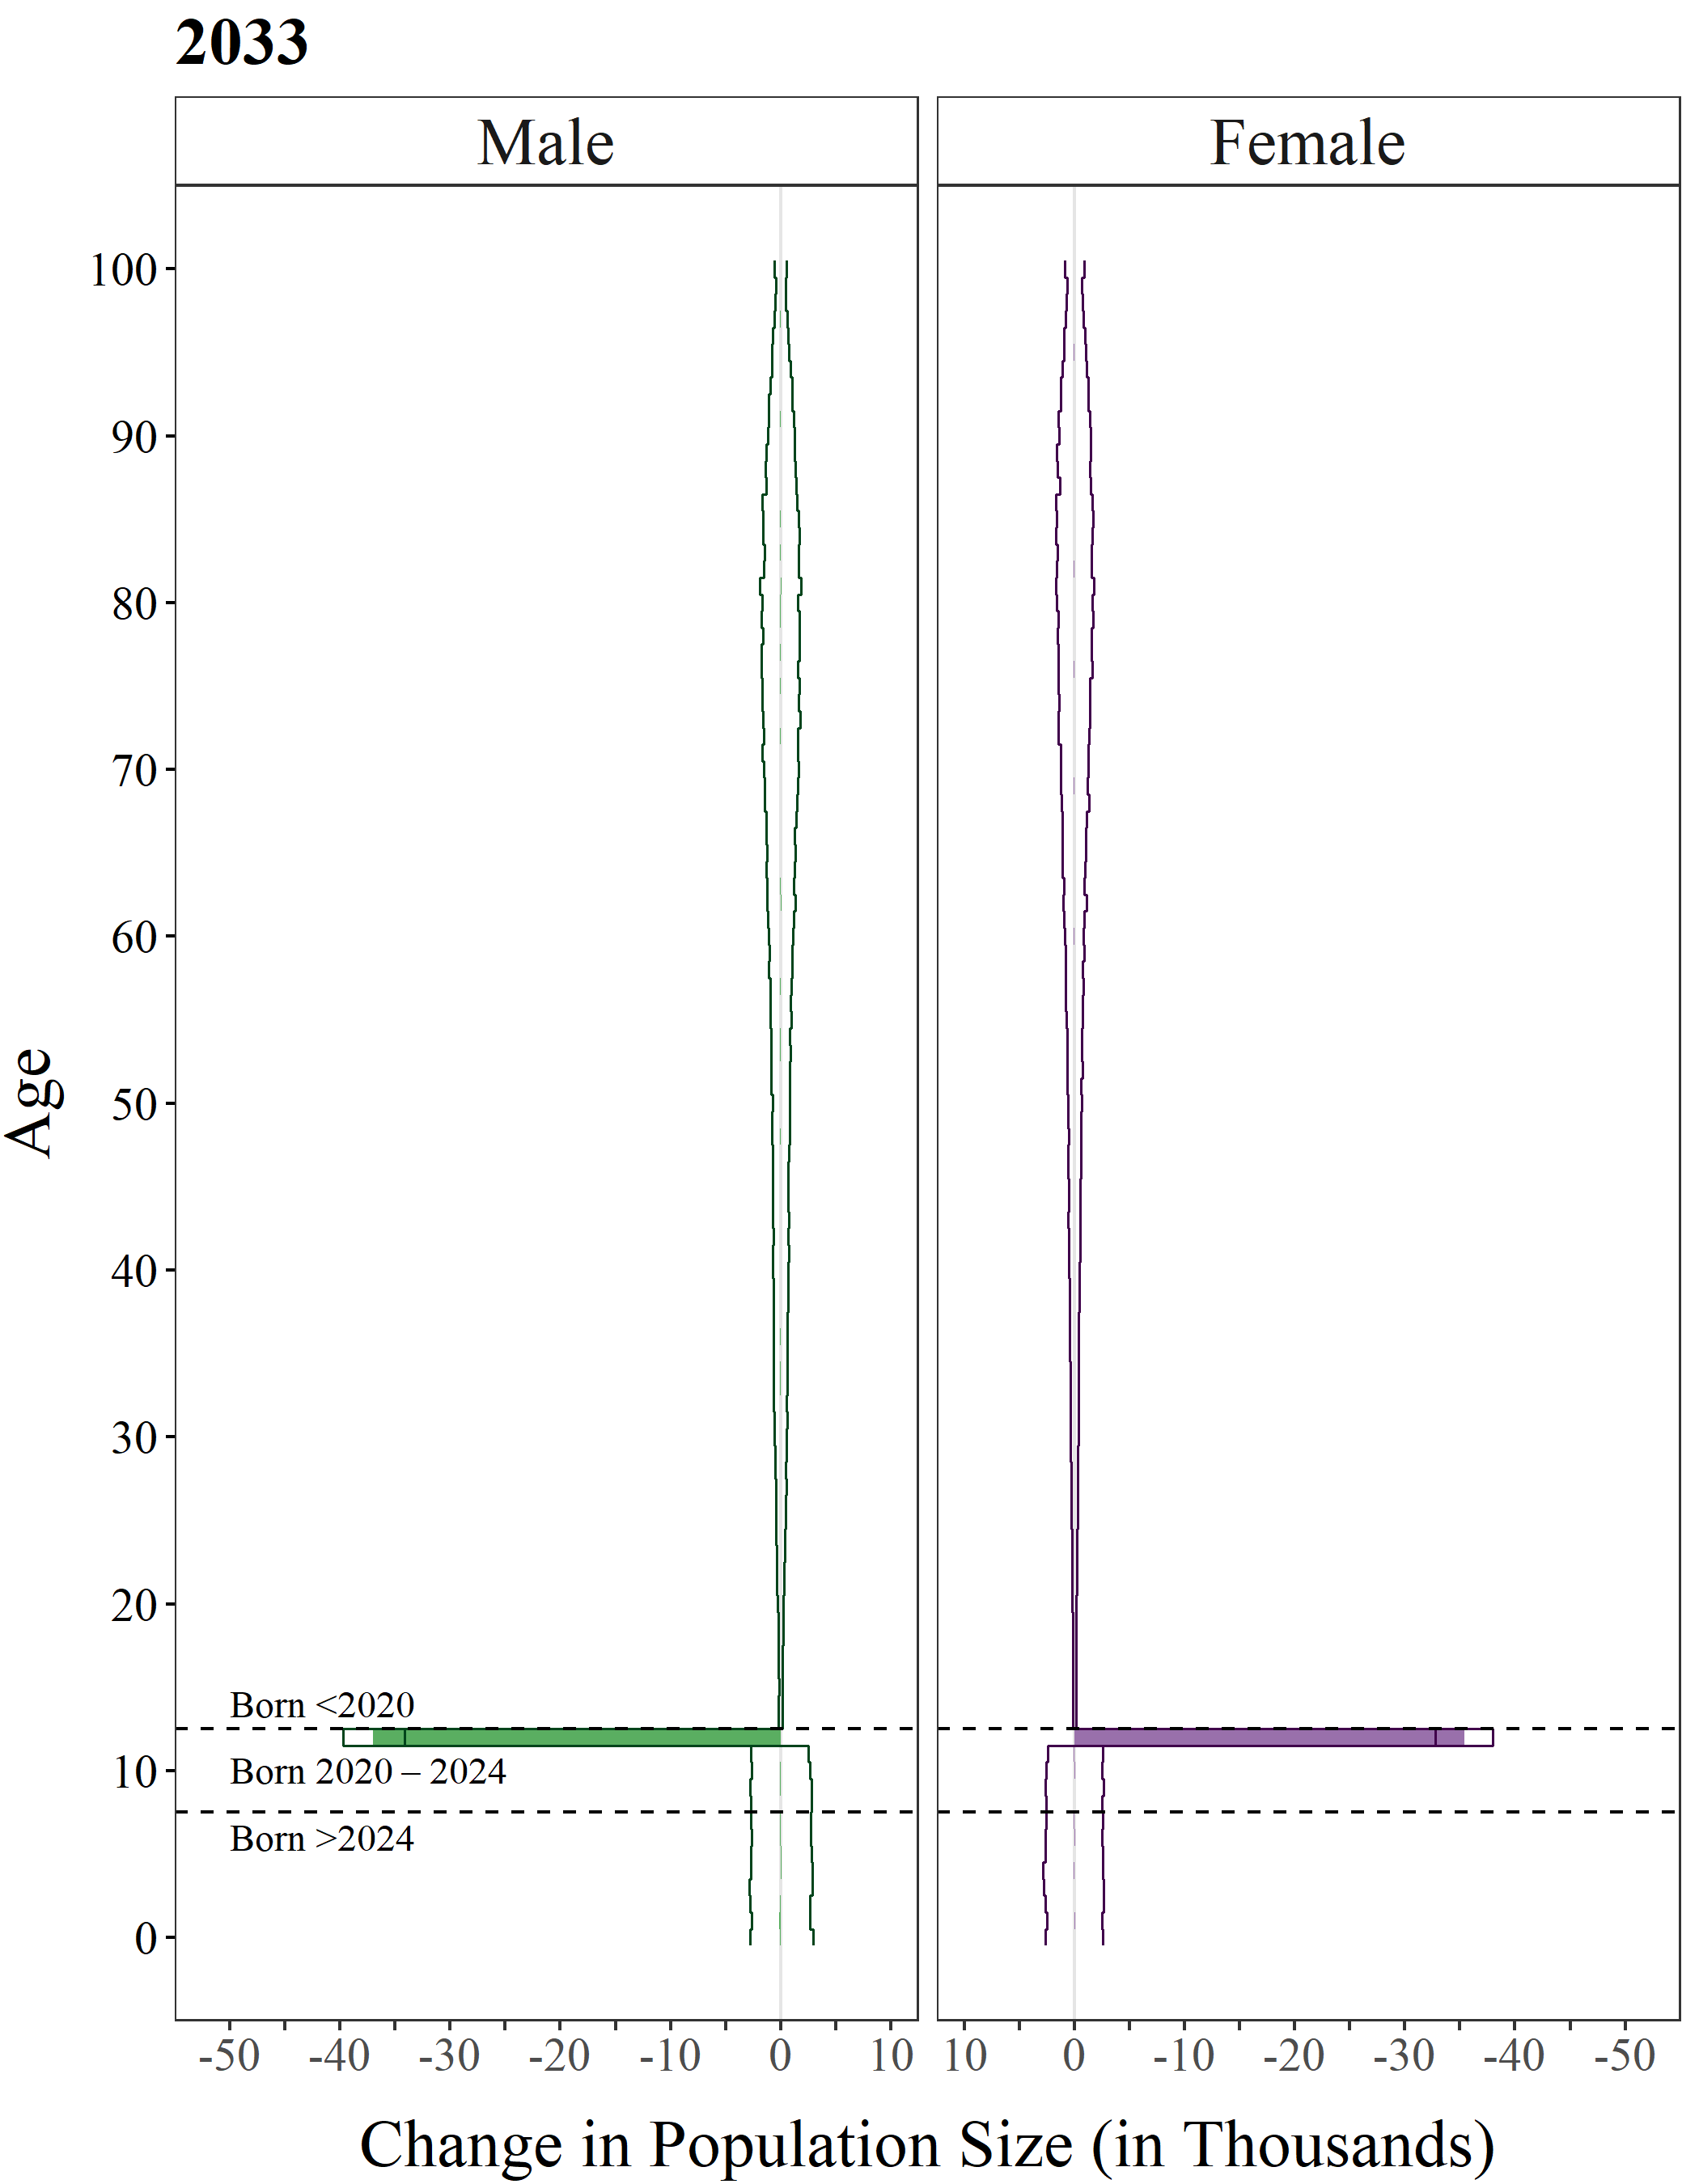 2033
Male Female
100
90
80
70
60
50
40
30
20
10
0
Age
Born <2020
Born 2020 – 2024
Born >2024
-50 -40 -30 -20 -10 0 10 10 0 -10 -20 -30 -40 -50
Change in Population Size (in Thousands)